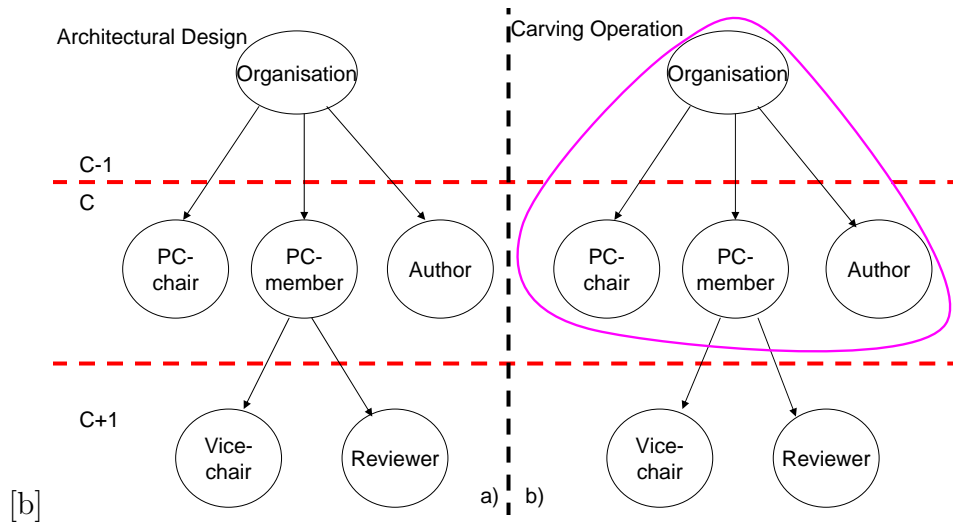 Architectural Design
Organisation
C-1
C
PC-
chair
PC-
member
Author
C+1
Vice-
chair
Reviewer
a)
[b]
Carving Operation
Organisation
PC-
chair
PC-
member
Author
Vice-
chair
Reviewer
b)